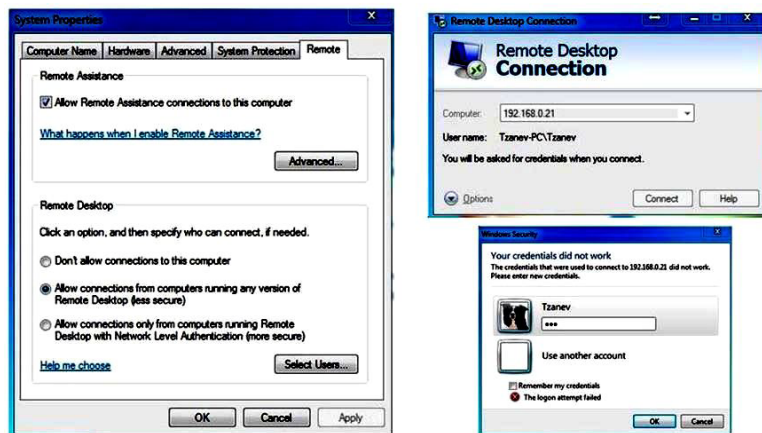 System Properties
Computer Name Hardware Advanced System Protection Remote
Remote Assistance
Allow Remote Assistance connections to this computer
What happens when I enable Remote Assistance?
Advanced...
Remote Desktop
Click an option, and then specify who can connect, if needed.
Don't allow connections to this computer
Allow connections from computers running any version of
Remote Desktop (less secure)
Allow connections only from computers running Remote
Desktop with Network Level Authentication (more secure)
Help me choose
Select Users...
OK Cancel Apply
Remote Desktop Connection
Remote Desktop
Connection
Computer: 192.168.0.21
User name: Tzanev-PC\Tzanev
You will be asked for credentials when you connect.
Options Connect Help
Windows Security
Your credentials did not work
The credentials that were used to connect to 192.168.0.21 did not work.
Please enter new credentials.
Tzanev
•••
Use another account
Remember my credentials
The logon attempt failed
OK Cancel